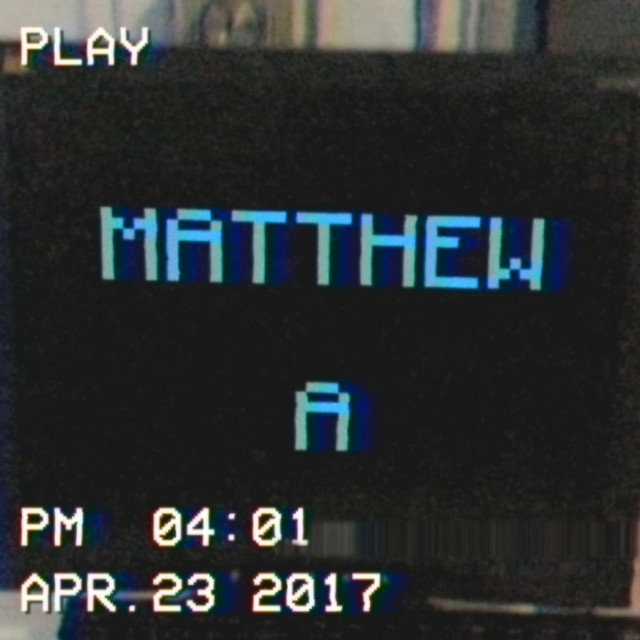 PLAY
MATTHEW
A
PM 04:01
APR.23 2017